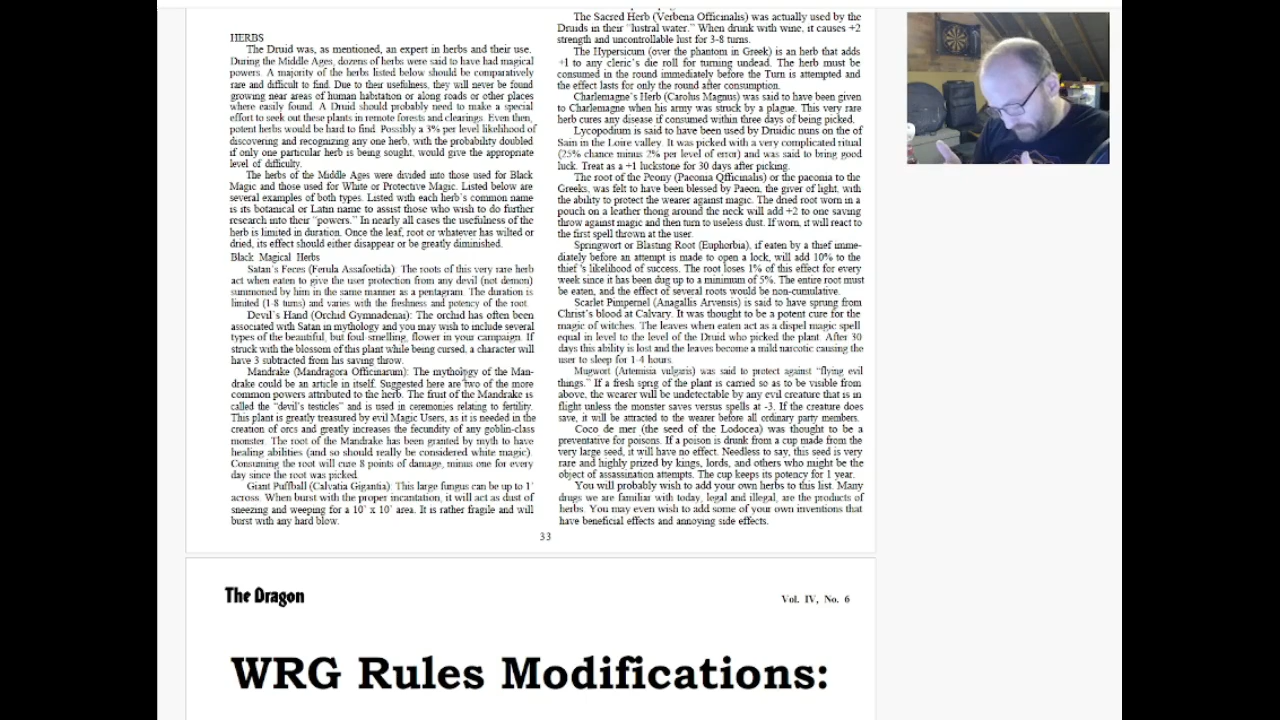 HERBS
The Druid was, as mentioned, an expert in herbs and their use.
During the Middle Ages, dozens of herbs were said to have had magical
powers. A majority of the herbs listed below should be comparatively
rare and difficult to find. Due to their usefulness, they will never be found
growing near areas of human habitation or along roads or other places
where easily found. A Druid should probably need to make a special
effort to seek out these plants in remote forests and clearings. Even then,
potent herbs would be hard to find. Possibly a 3% per level likelihood of
discovering and recognizing any one herb, with the probability doubled
if only one particular herb is being sought, would give the appropriate
level of difficulty.
The herbs of the Middle Ages were divided into those used for Black
Magic and those used for White or Protective Magic. Listed below are
several examples of both types. Listed with each herb's common name
is its botanical or Latin name to assist those who wish to do further
research into their "powers." In nearly all cases the usefulness of the
herb is limited in duration. Once the leaf, root or whatever has wilted or
dried, its effect should either disappear or be greatly diminished.
Black Magical Herbs
Satan's Feces (Ferula Assafoetida): The roots of this very rare herb
act when eaten to give the user protection from any devil (not demon)
summoned by him in the same manner as a pentagram. The duration is
limited (1-8 turns) and varies with the freshness and potency of the root.
Devil's Hand (Orchid Gymnadenai): The orchid has often been
associated with Satan in mythology and you may wish to include several
types of the beautiful, but foul-smelling, flower in your campaign. If
struck with the blossom of this plant while being cursed, a character will
have 3 subtracted from his saving throw.
Mandrake (Mandragora Officinarum): The mythology of the Man-
drake could be an article in itself. Suggested here are two of the more
common powers attributed to the herb. The fruit of the Mandrake is
called the "devil's testicles" and is used in ceremonies relating to fertility.
This plant is greatly treasured by evil Magic Users, as it is needed in the
creation of orcs and greatly increases the fecundity of any goblin-class
monster. The root of the Mandrake has been granted by myth to have
healing abilities (and so should really be considered white magic).
Consuming the root will cure 8 points of damage, minus one for every
day since the root was picked.
Giant Puffball (Calvatia Gigantia): This large fungus can be up to 1'
across. When burst with the proper incantation, it will act as dust of
sneezing and weeping for a 10' x 10' area. It is rather fragile and will
burst with any hard blow.
The Sacred Herb (Verbena Officinalis) was actually used by the
Druids in their "lustral water." When drunk with wine, it causes +2
strength and uncontrollable lust for 3-8 turns.
The Hypersicum (over the phantom in Greek) is an herb that adds
+1 to any cleric's die roll for turning undead. The herb must be
consumed in the round immediately before the Turn is attempted and
the effect lasts for only the round after consumption.
Charlemagne's Herb (Carolus Magnus) was said to have been given
to Charlemagne when his army was struck by a plague. This very rare
herb cures any disease if consumed within three days of being picked.
Lycopodium is said to have been used by Druidic nuns on the of
Sain in the Loire valley. It was picked with a very complicated ritual
(25% chance minus 2% per level of error) and was said to bring good
luck. Treat as a +1 luckstone for 30 days after picking.
The root of the Peony (Paeonia Officinalis) or the paeonia to the
Greeks, was felt to have been blessed by Paeon, the giver of light, with
the ability to protect the wearer against magic. The dried root worn in a
pouch on a leather thong around the neck will add +2 to one saving
throw against magic and then turn to useless dust. If worn, it will react to
the first spell thrown at the user.
Springwort or Blasting Root (Euphorbia), if eaten by a thief imme-
diately before an attempt is made to open a lock, will add 10% to the
thief's likelihood of success. The root loses 1% of this effect for every
week since it has been dug up to a minimum of 5%. The entire root must
be eaten, and the effect of several roots would be non-cumulative.
Scarlet Pimpernel (Anagallis Arvensis) is said to have sprung from
Christ's blood at Calvary. It was thought to be a potent cure for the
magic of witches. The leaves when eaten act as a dispel magic spell
equal in level to the level of the Druid who picked the plant. After 30
days this ability is lost and the leaves become a mild narcotic causing the
user to sleep for 1-4 hours.
Mugwort (Artemisia vulgaris) was said to protect against "flying evil
things." If a fresh sprig of the plant is carried so as to be visible from
above, the wearer will be undetectable by any evil creature that is in
flight unless the monster saves versus spells at -3. If the creature does
save, it will be attracted to the wearer before all ordinary party members.
Coco de mer (the seed of the Lodocea) was thought to be a
preventative for poisons. If a poison is drunk from a cup made from the
very large seed, it will have no effect. Needless to say, this seed is very
rare and highly prized by kings, lords, and others who might be the
object of assassination attempts. The cup keeps its potency for 1 year.
You will probably wish to add your own herbs to this list. Many
drugs we are familiar with today, legal and illegal, are the products of
herbs. You may even wish to add some of your own inventions that
have beneficial effects and annoying side effects.
33
The Dragon
Vol. IV, No. 6
WRG Rules Modifications: